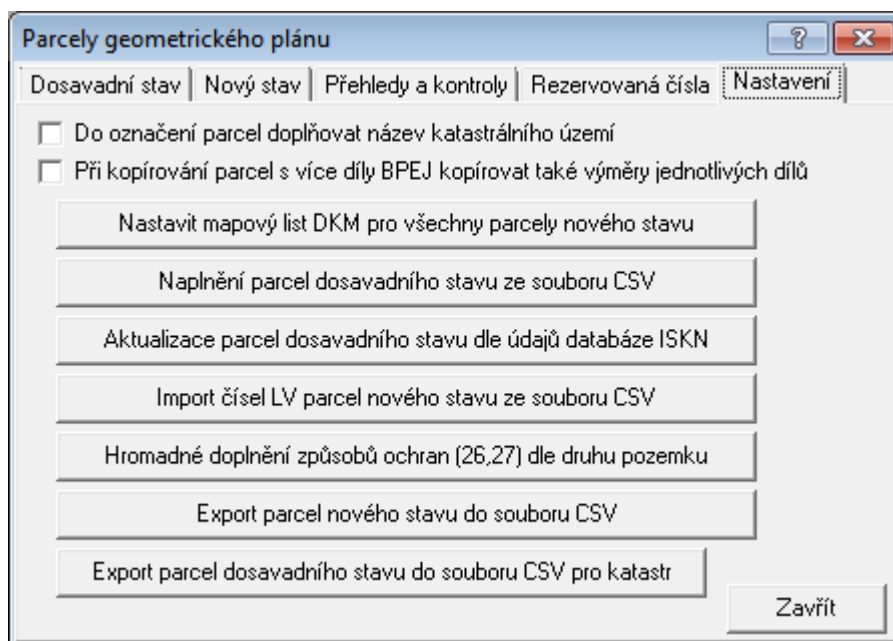 Parcely geometrického plánu
Dosavadní stav Nový stav Přehledy a kontroly Rezervovaná čísla Nastavení
Do označení parcel doplňovat název katastrálního území
Při kopírování parcel s více díly BPEJ kopírovat také výměry jednotlivých dílů
Nastavit mapový list DKM pro všechny parcely nového stavu
Naplnění parcel dosavadního stavu ze souboru CSV
Aktualizace parcel dosavadního stavu dle údajů databáze ISKN
Import čísel LV parcel nového stavu ze souboru CSV
Hromadné doplnění způsobů ochran (26,27) dle druhu pozemku
Export parcel nového stavu do souboru CSV
Export parcel dosavadního stavu do souboru CSV pro katastr
Zavřít